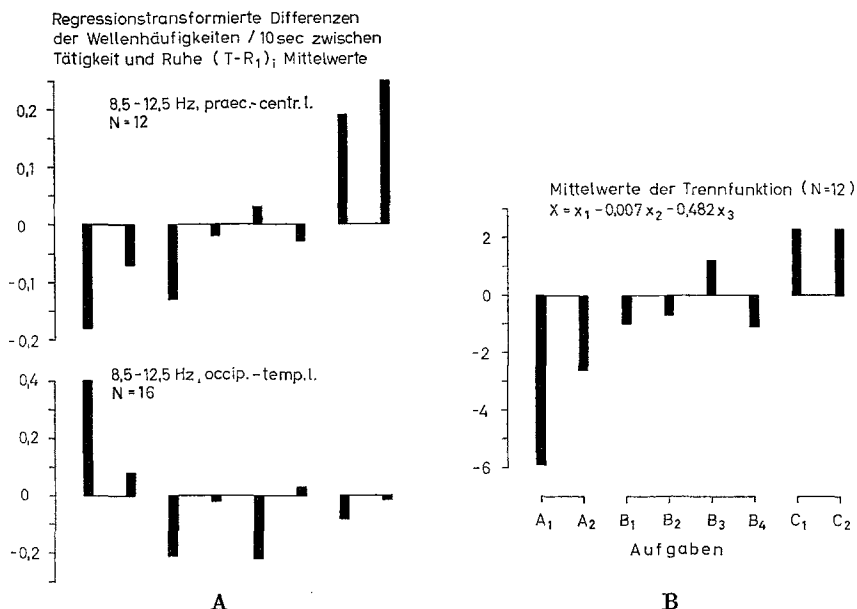 Regressionstransformierte Differenzen
der Wellenhäufigkeiten / 10 sec zwischen
Tätigkeit und Ruhe (T-R₁)¡ Mittelwerte
8,5-12,5 Hz, praec.-centr. l.
N = 12
0,2
0,1
0
-0,1
-0,2
8,5-12,5 Hz, occip.-temp. l.
N = 16
0,4
0,2
0
-0,2
A
Mittelwerte der Trennfunktion (N=12)
X = x₁ -0,007 x₂ -0,482 x₃
2
0
-2
-4
-6
A₁ A₂ B₁ B₂ B₃ B₄ C₁ C₂
Aufgaben
B